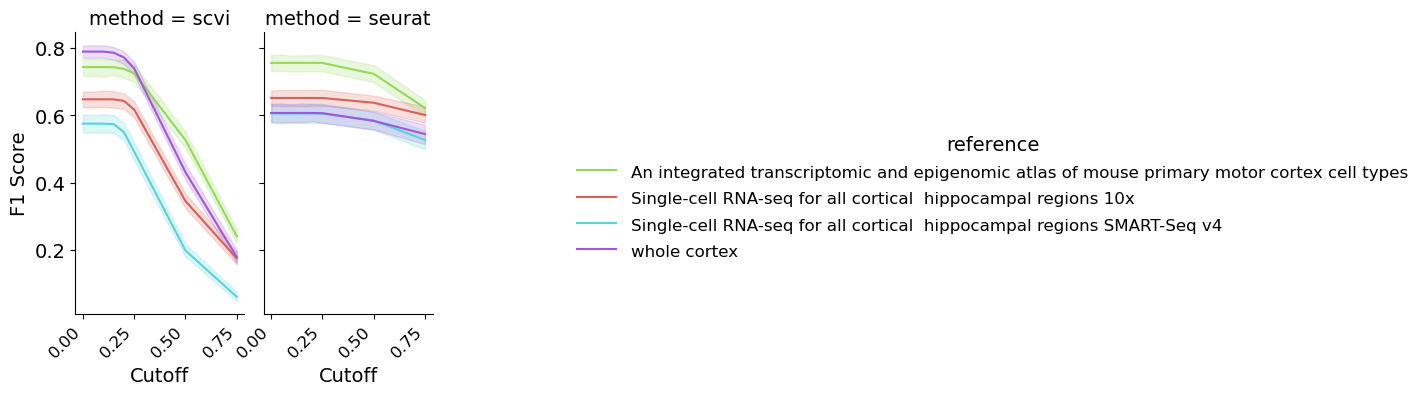 method = scvi
method = seurat
F1 Score
0.8
0.6
0.4
0.2
0.00
0.25
0.50
0.75
0.00
0.25
0.50
0.75
Cutoff
Cutoff
reference
An integrated transcriptomic and epigenomic atlas of mouse primary motor cortex cell types
Single-cell RNA-seq for all cortical  hippocampal regions 10x
Single-cell RNA-seq for all cortical  hippocampal regions SMART-Seq v4
whole cortex